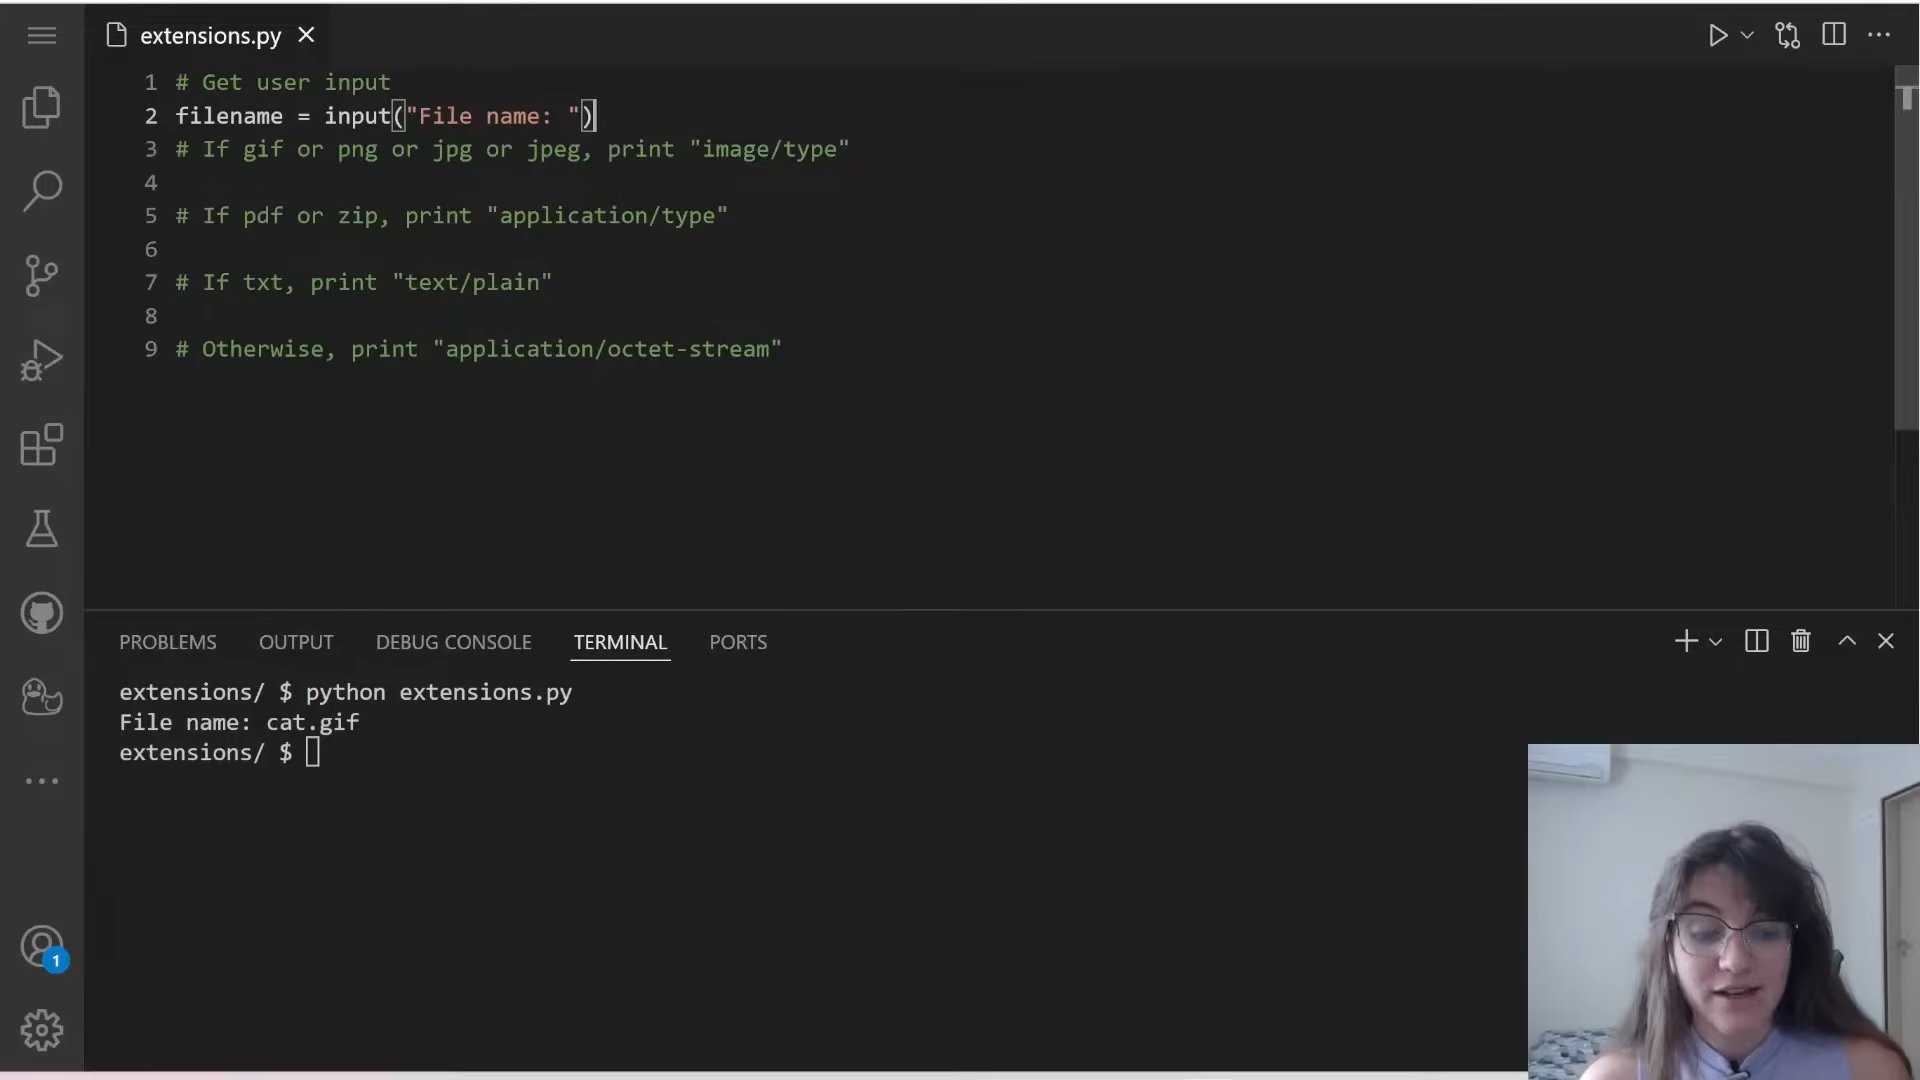 extensions.py
1 # Get user input
2 filename = input("File name: ")
3 # If gif or png or jpg or jpeg, print "image/type"
4
5 # If pdf or zip, print "application/type"
6
7 # If txt, print "text/plain"
8
9 # Otherwise, print "application/octet-stream"
PROBLEMS OUTPUT DEBUG CONSOLE TERMINAL PORTS
extensions/ $ python extensions.py
File name: cat.gif
extensions/ $
1